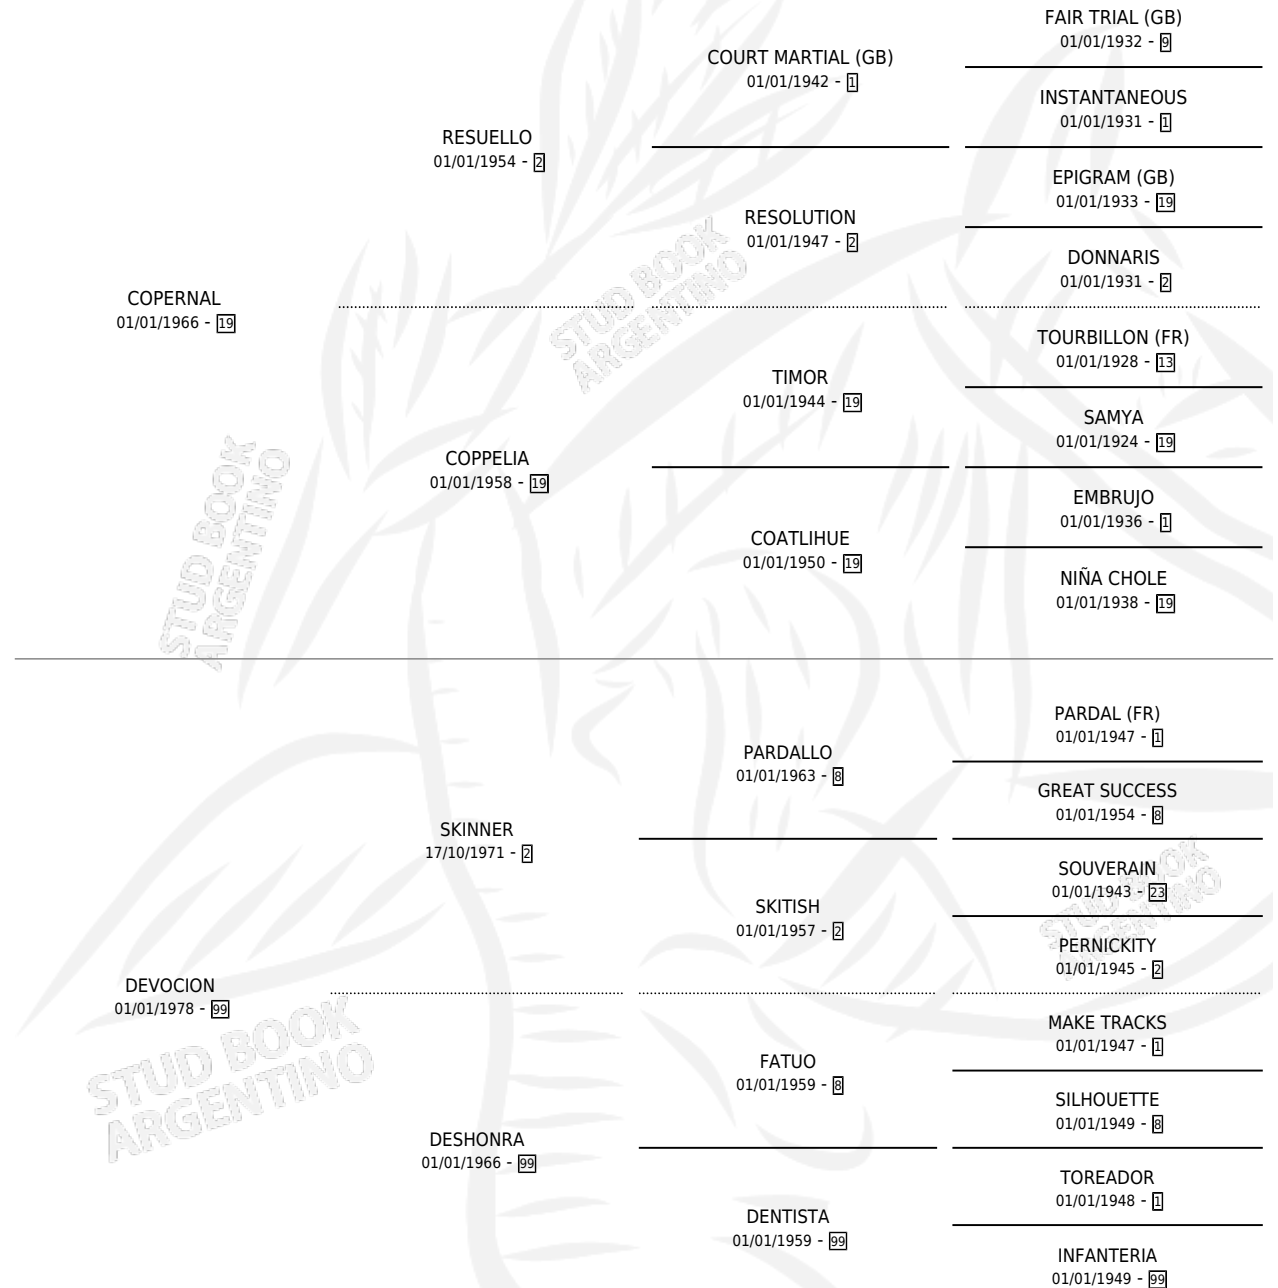 FAIR TRIAL (GB)
01/01/1932 - 9
COURT MARTIAL (GB)
01/01/1942 - 1
INSTANTANEOUS
01/01/1931 - 1
RESUELLO
01/01/1954 - 2
EPIGRAM (GB)
01/01/1933 - 19
RESOLUTION
01/01/1947 - 2
DONNARIS
01/01/1931 - 2
COPERNAL
01/01/1966 - 19
STUD BOOK
ARGENTINO
TOURBILLON (FR)
01/01/1928 - 13
TIMOR
01/01/1944 - 19
SAMYA
01/01/1924 - 19
COPPELIA
01/01/1958 - 19
EMBRUJO
01/01/1936 - 1
COATLIHUE
01/01/1950 - 19
NIÑA CHOLE
01/01/1938 - 19
STUD BOOK
ARGENTINO
PARDAL (FR)
01/01/1947 - 1
PARDALLO
01/01/1963 - 8
GREAT SUCCESS
01/01/1954 - 8
SKINNER
17/10/1971 - 2
SOUVERAIN
01/01/1943 - 23
SKITISH
01/01/1957 - 2
STUD BOOK
ARGENTINO
PERNICKITY
01/01/1945 - 2
DEVOCION
01/01/1978 - 99
STUD BOOK
ARGENTINO
MAKE TRACKS
01/01/1947 - 1
FATUO
01/01/1959 - 8
SILHOUETTE
01/01/1949 - 8
DESHONRA
01/01/1966 - 99
TOREADOR
01/01/1948 - 1
DENTISTA
01/01/1959 - 99
INFANTERIA
01/01/1949 - 99